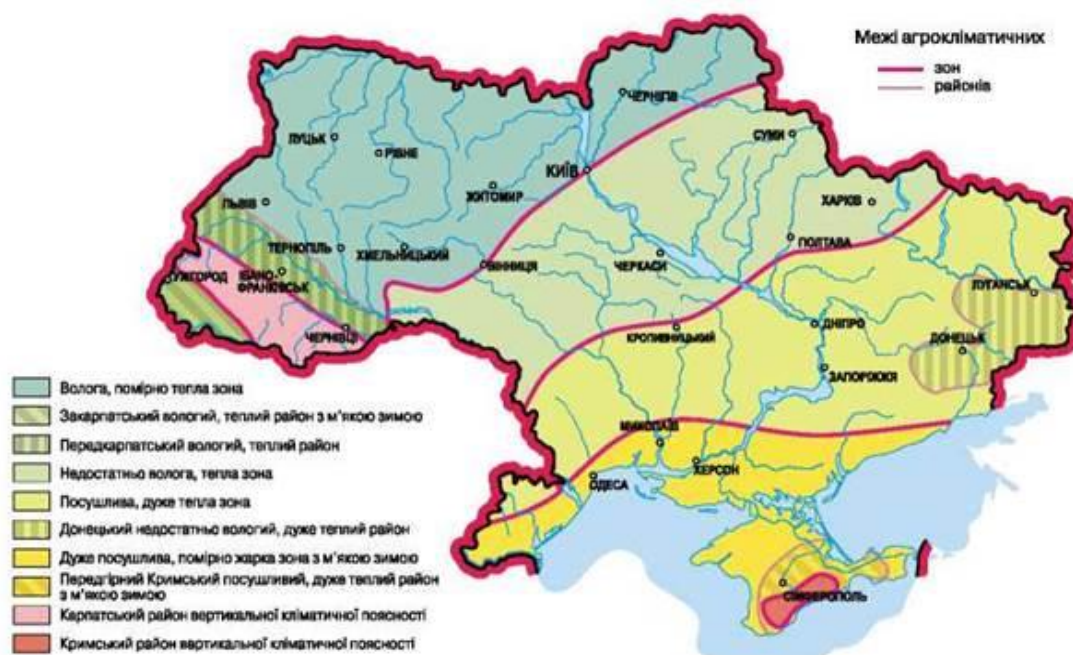 Межі агрокліматичних
зон
районів
ЧЕРНІГІВ
ЛУЦЬК
РІВНЕ
СУМИ
КИЇВ
ЖИТОМИР
ЛЬВІВ
ХАРКІВ
ТЕРНОПІЛЬ
ХМЕЛЬНИЦЬКИЙ
ПОЛТАВА
ВІННИЦЯ
ЧЕРКАСИ
УЖГОРОД
ІВАНО-
ФРАНКІВСЬК
ЛУГАНСЬК
ЧЕРНІВЦІ
КРОПИВНИЦЬКИЙ
ДНІПРО
ДОНЕЦЬК
ЗАПОРІЖЖЯ
МИКОЛАЇВ
ХЕРСОН
ОДЕСА
СІМФЕРОПОЛЬ
Волога, помірно тепла зона
Закарпатський вологий, теплий район з м'якою зимою
Передкарпатський вологий, теплий район
Недостатньо волога, тепла зона
Посушлива, дуже тепла зона
Донецький недостатньо вологий, дуже теплий район
Дуже посушлива, помірно жарка зона з м'якою зимою
Передгірний Кримський посушливий, дуже теплий район
з м'якою зимою
Карпатський район вертикальної кліматичної поясності
Кримський район вертикальної кліматичної поясності